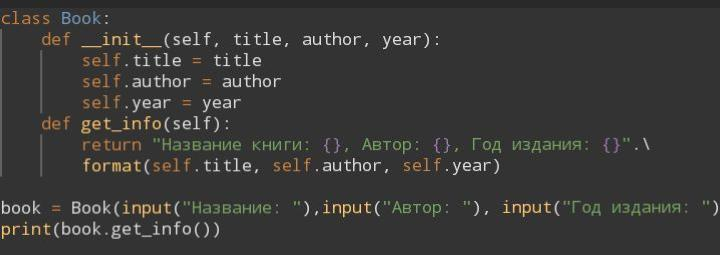 class Book:
def __init__(self, title, author, year):
self.title = title
self.author = author
self.year = year
def get_info(self):
return "Название книги: {}, Автор: {}, Год издания: {}".\
format(self.title, self.author, self.year)
book = Book(input("Название: "),input("Автор: "), input("Год издания: ")
print(book.get_info())